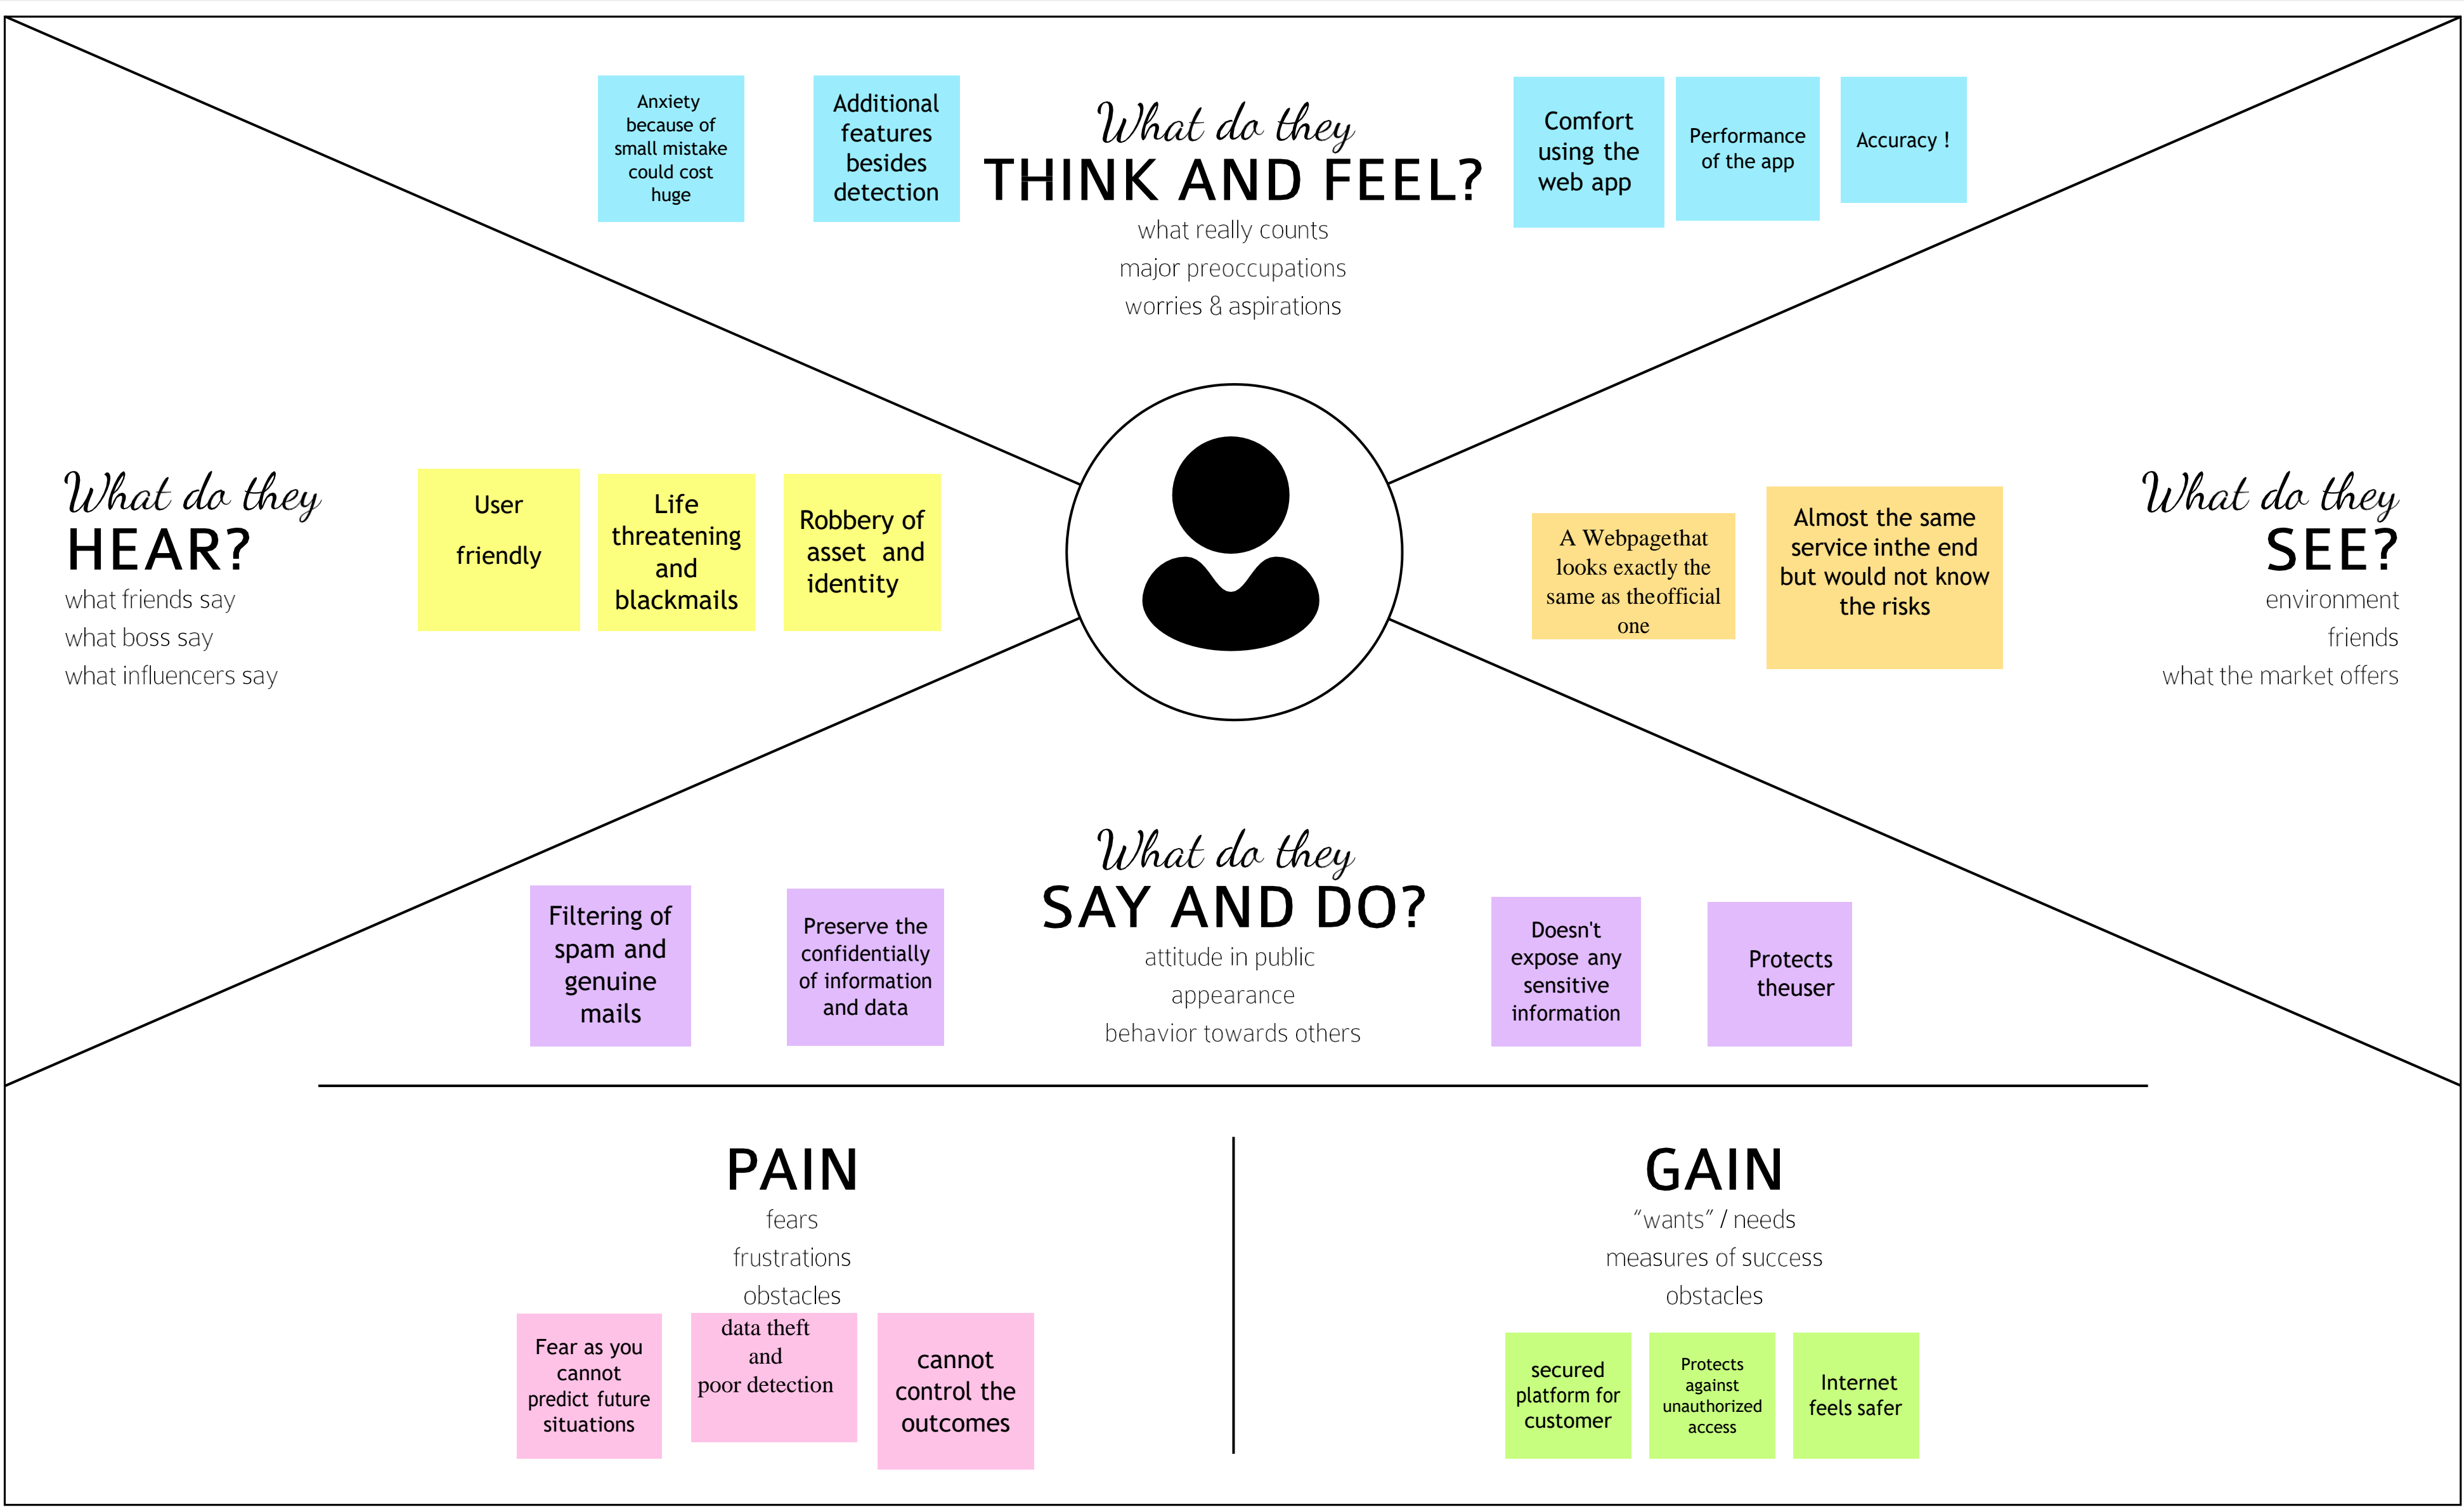 Anxiety
because of
small mistake
could cost
huge
Additional
features
besides
detection
What do they
THINK AND FEEL?
what really counts
major preoccupations
worries & aspirations
Comfort
using the
web app
Performance
of the app
Accuracy !
What do they
HEAR?
what friends say
what boss say
what influencers say
User
friendly
Life
threatening
and
blackmails
Robbery of
asset and
identity
A Webpagethat
looks exactly the
same as theofficial
one
Almost the same
service inthe end
but would not know
the risks
What do they
SEE?
environment
friends
what the market offers
Filtering of
spam and
genuine
mails
Preserve the
confidentially
of information
and data
What do they
SAY AND DO?
attitude in public
appearance
behavior towards others
Doesn't
expose any
sensitive
information
Protects
theuser
PAIN
fears
frustrations
obstacles
Fear as you
cannot
predict future
situations
data theft
and
poor detection
cannot
control the
outcomes
GAIN
“wants” / needs
measures of success
obstacles
secured
platform for
customer
Protects
against
unauthorized
access
Internet
feels safer